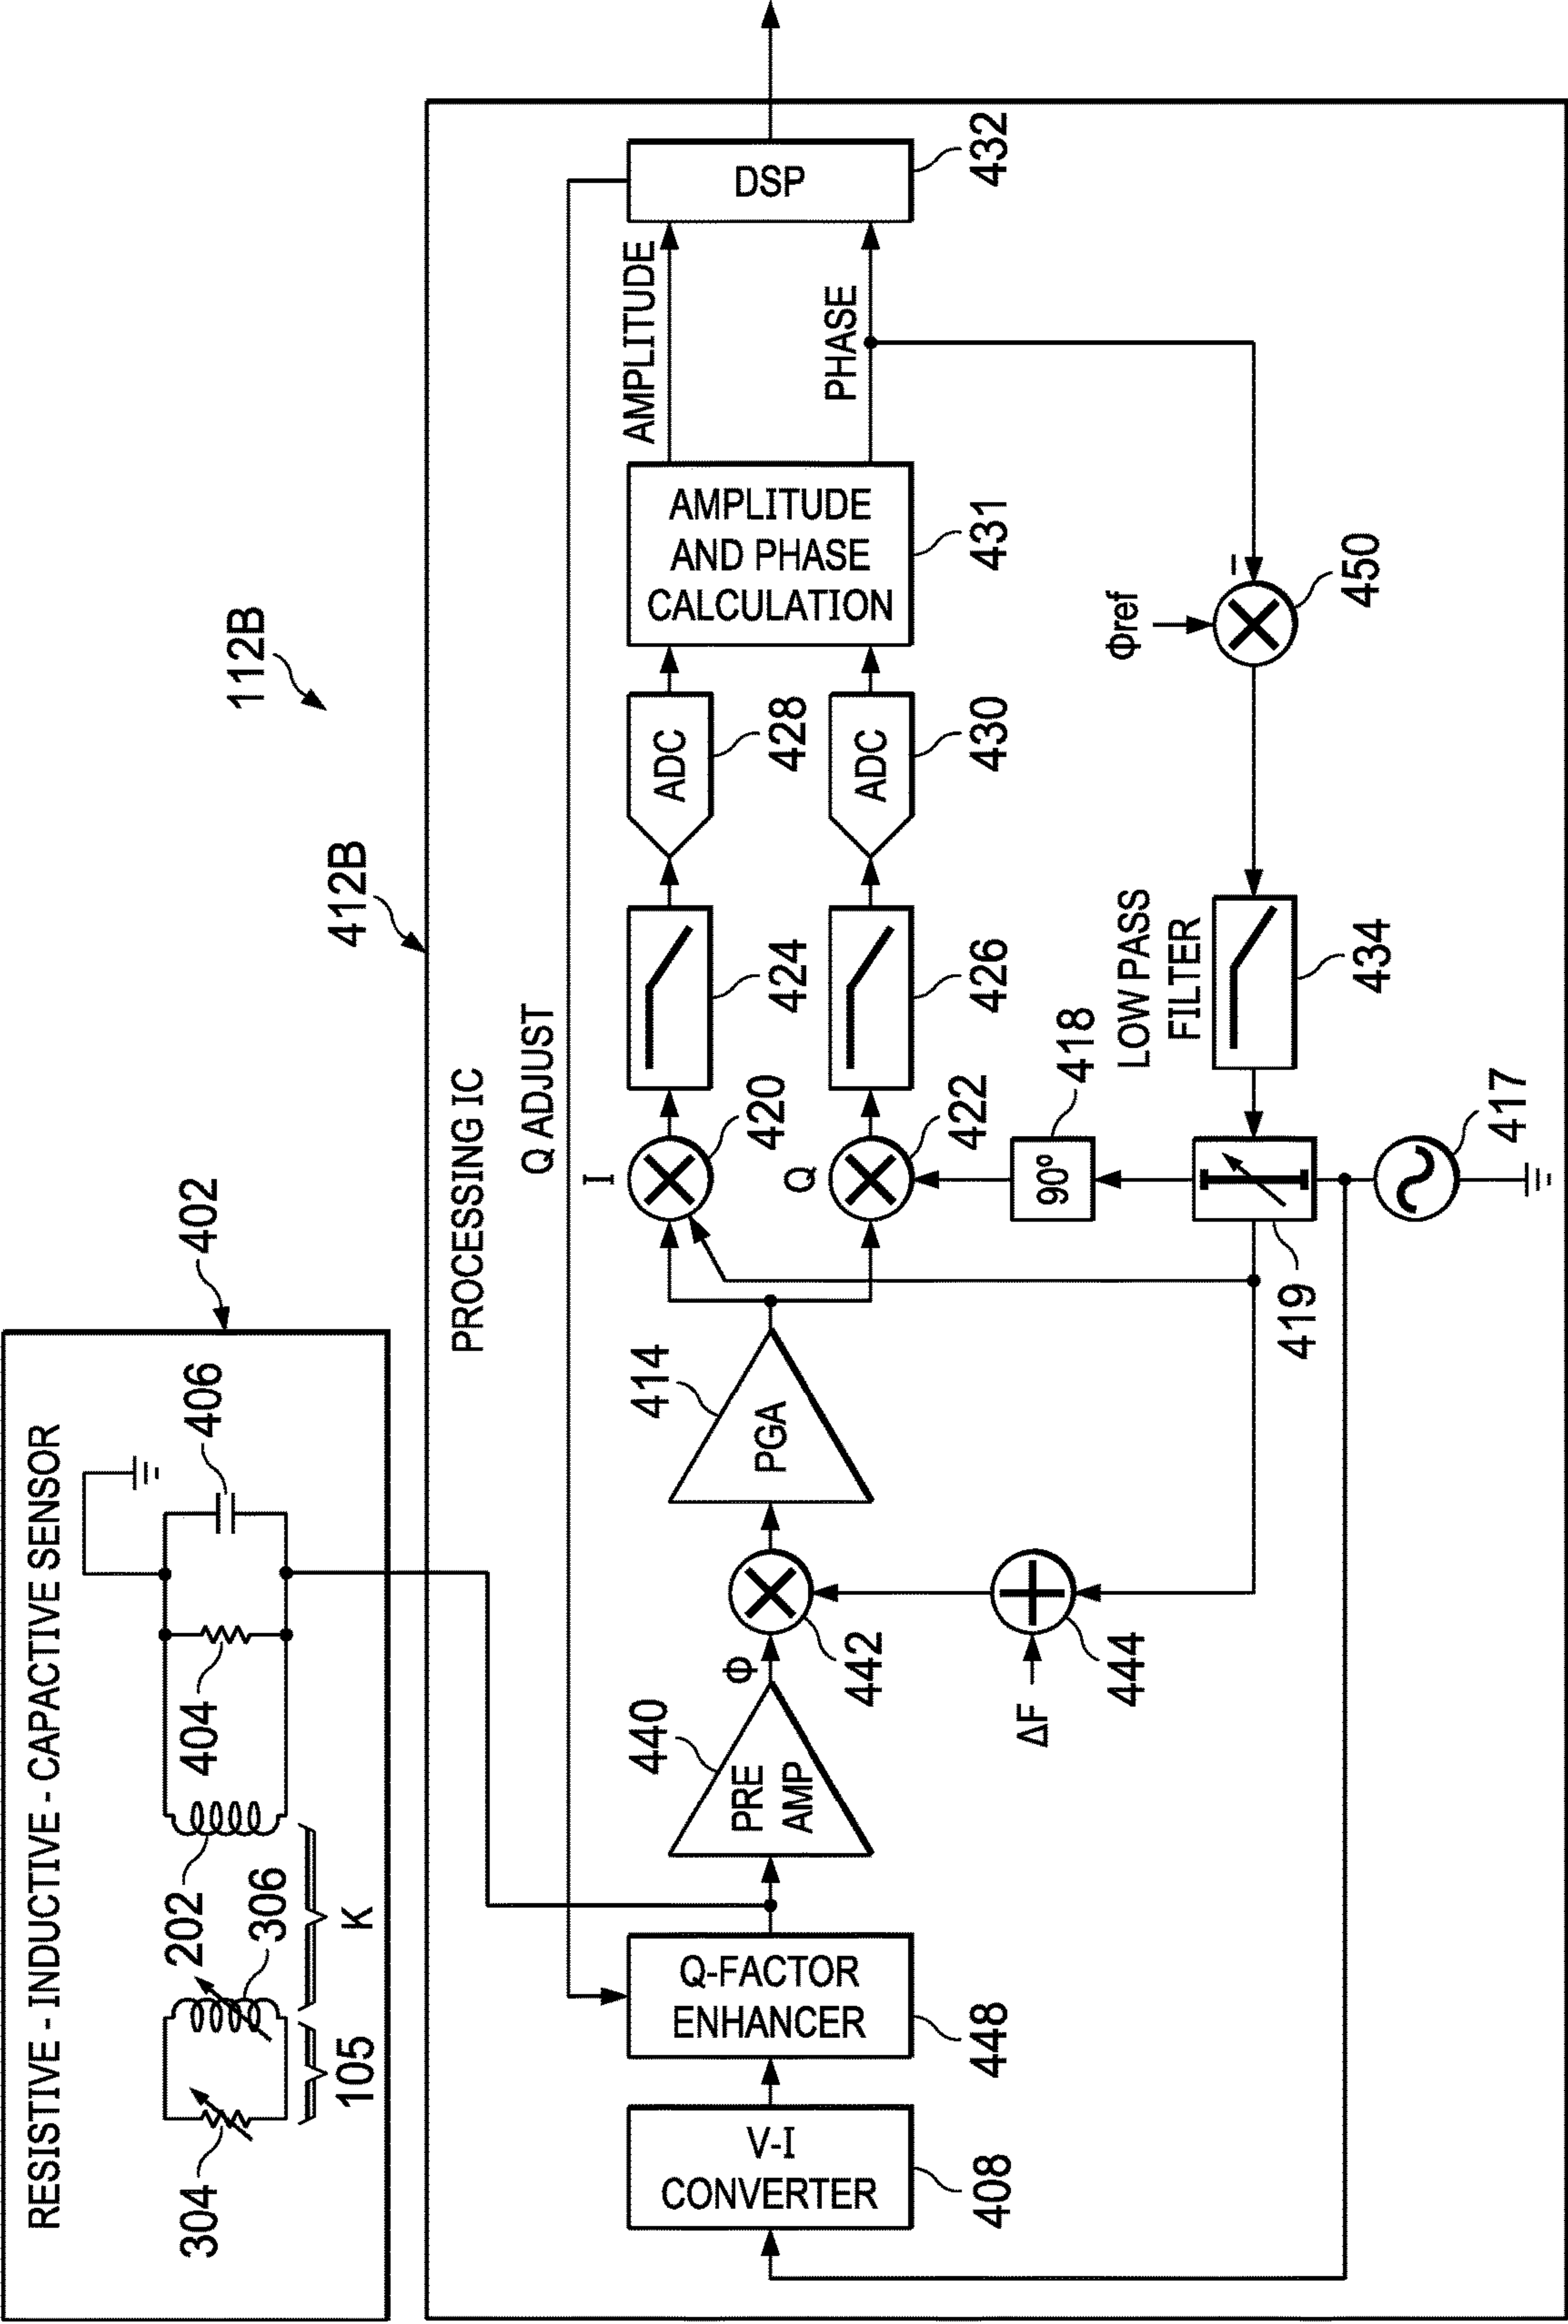 112B
RESISTIVE - INDUCTIVE - CAPACTIVE SENSOR
402
304
105
306
K
202
404
406
412B
PROCESSING IC
Q ADJUST
V-I
CONVERTER
408
Q-FACTOR
ENHANCER
448
PRE
AMP
440
Φ
442
ΔF
444
PGA
414
I
420
Q
422
90°
418
419
417
424
426
LOW PASS
FILTER
434
ADC
428
ADC
430
AMPLITUDE
AND PHASE
CALCULATION
431
Φref
–
450
AMPLITUDE
PHASE
DSP
432